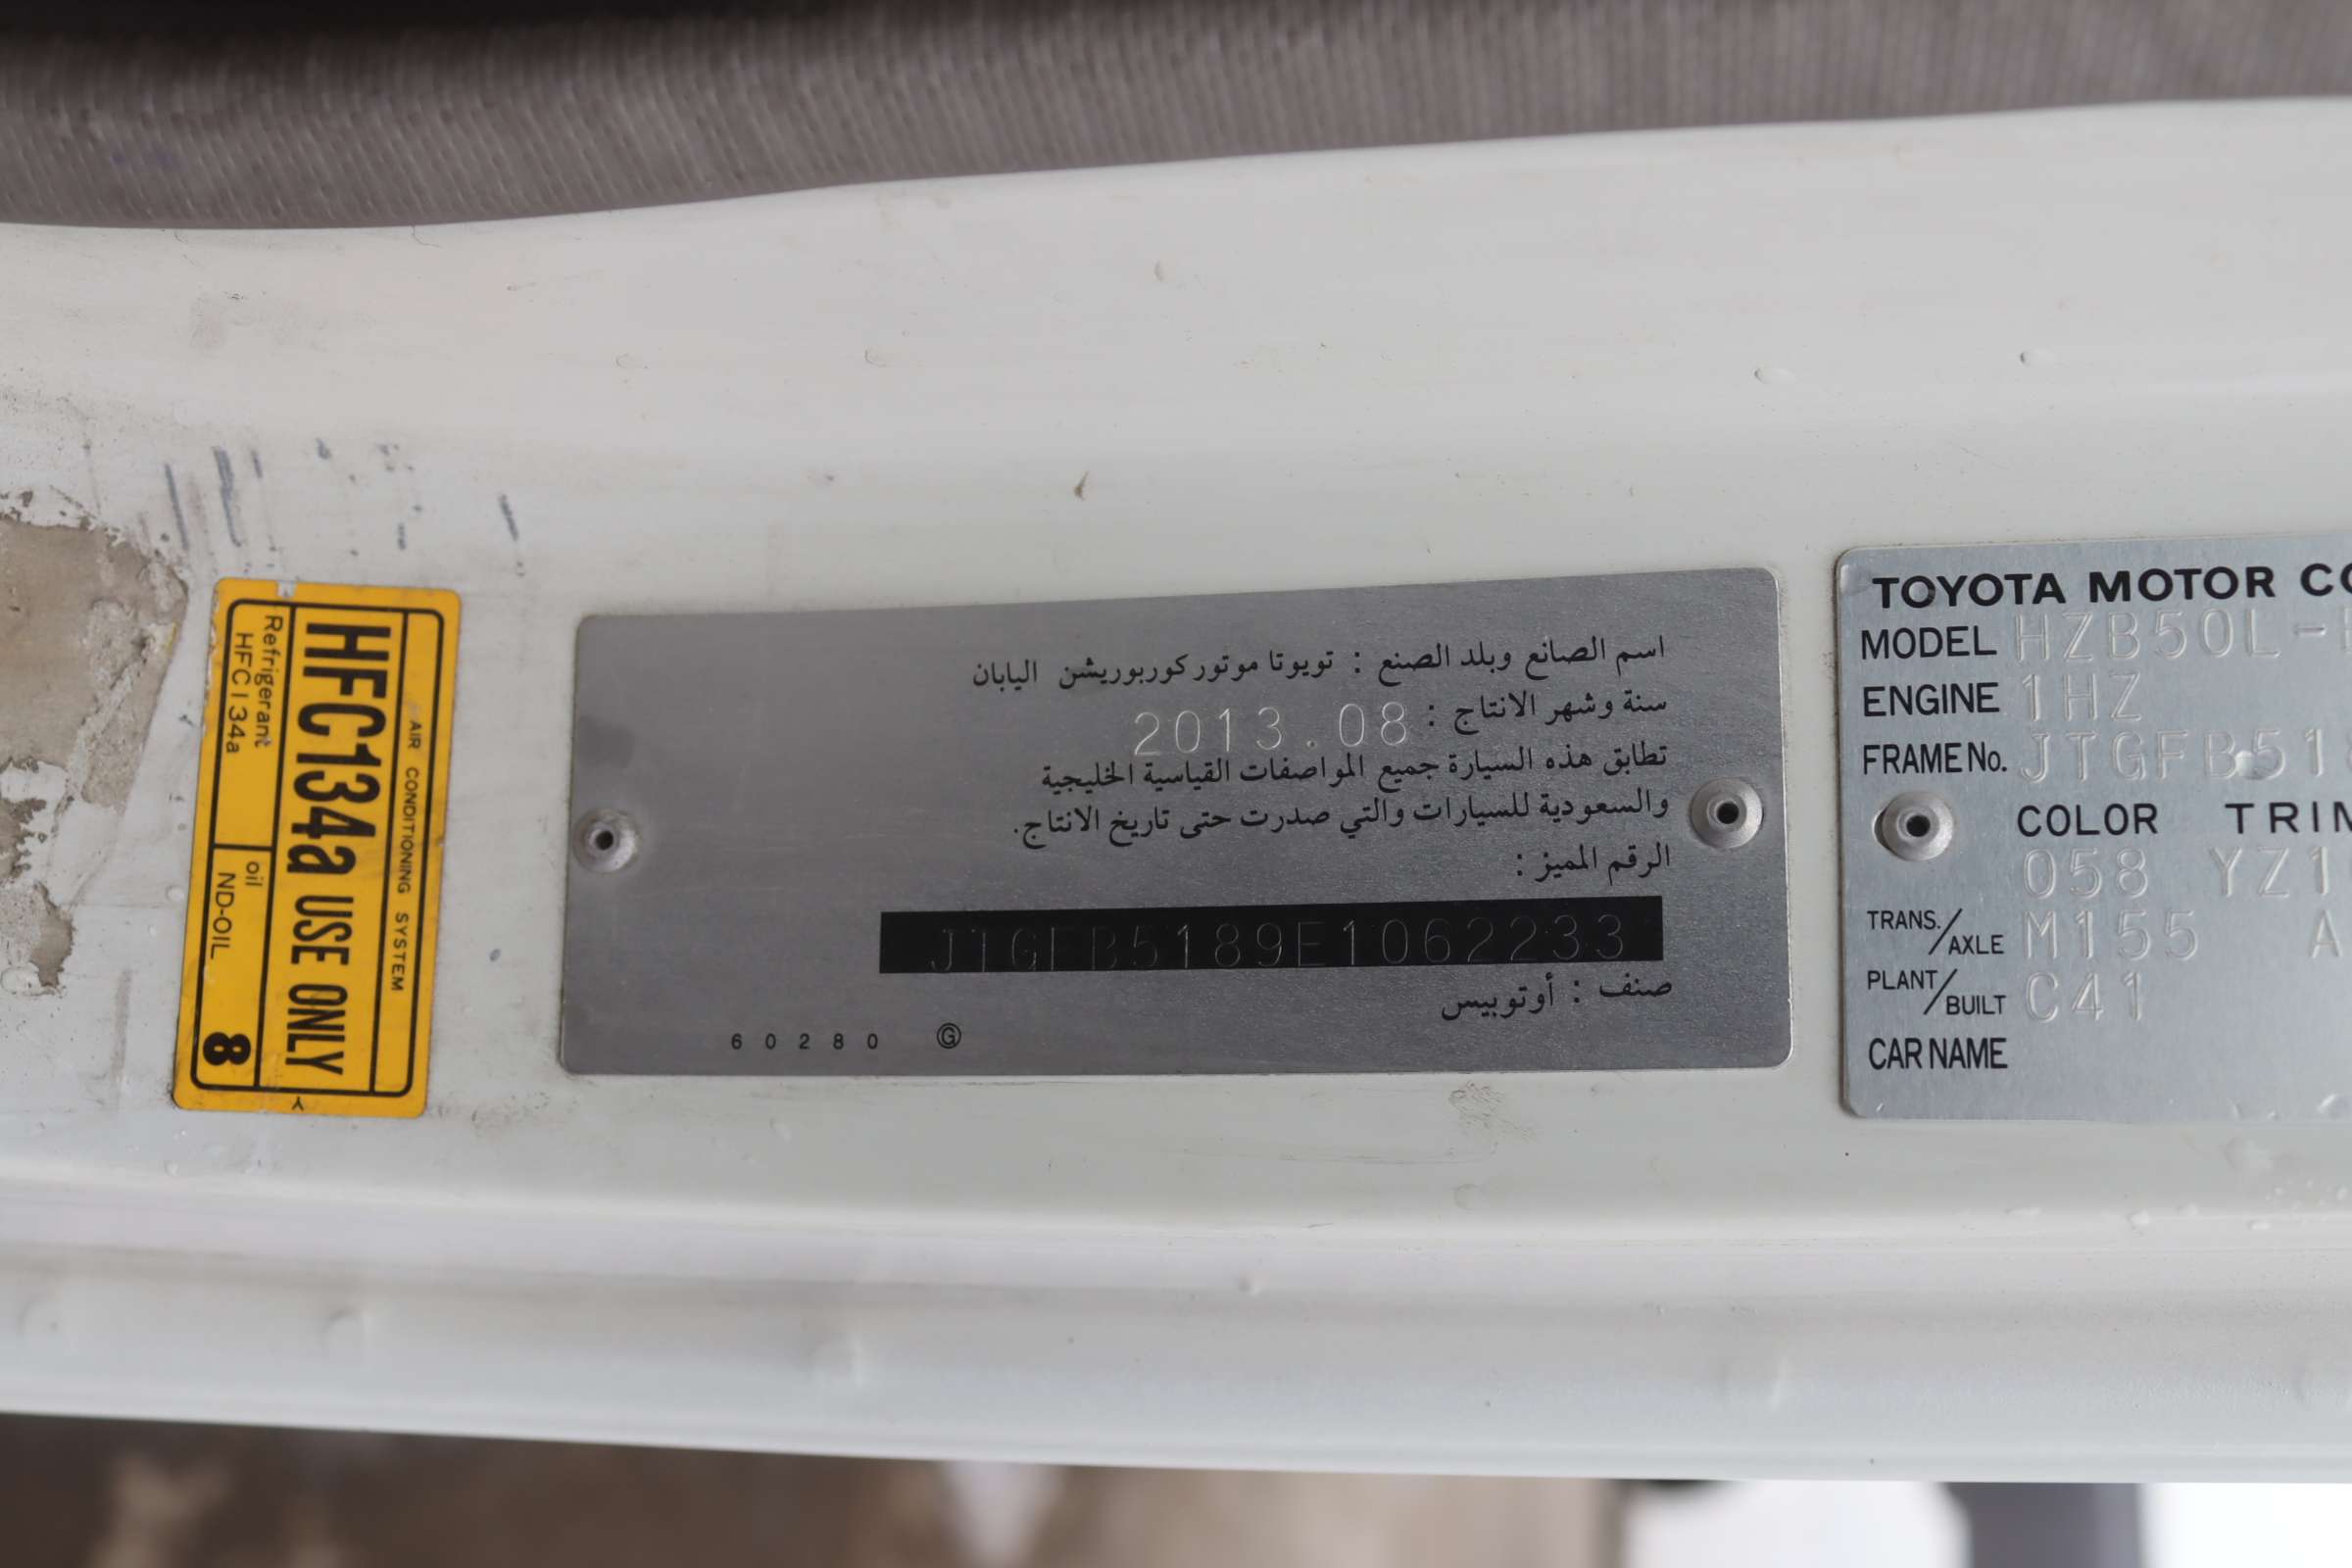 AIR CONDITIONING SYSTEM
HFC134a USE ONLY
Refrigerant
HFC134a
oil
ND-OIL
8
Y
اسم الصانع وبلد الصنع : تويوتا موتور كوربوريشن اليابان
سنة وشهر الانتاج : 2013.08
تطابق هذه السيارة جميع المواصفات القياسية الخليجية
والسعودية للسيارات والتي صدرت حتى تاريخ الانتاج.
الرقم المميز :
JTGFB5189E1062233
صنف : أوتوبيس
60280 Ⓖ
TOYOTA MOTOR
MODEL HZB50L-
ENGINE 1HZ
FRAME No. JTGFB51
COLOR TRIM
058 YZ1
TRANS./AXLE M155 A
PLANT/BUILT C41
CAR NAME